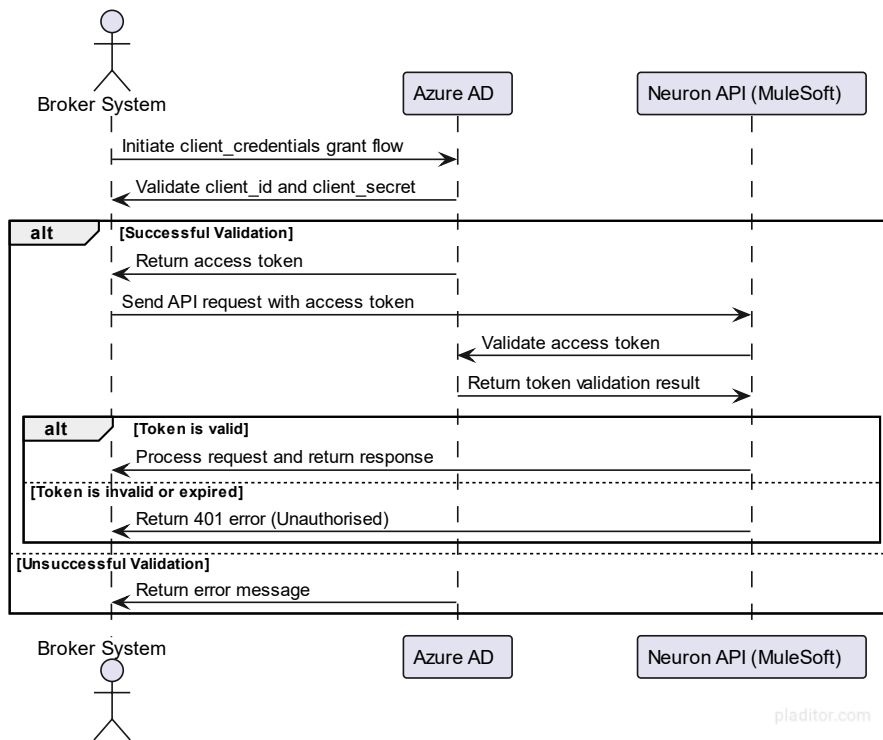 Broker System
Azure AD
Neuron API (MuleSoft)
Initiate client_credentials grant flow
Validate client_id and client_secret
alt
[Successful Validation]
Return access token
Send API request with access token
Validate access token
Return token validation result
alt
[Token is valid]
Process request and return response
[Token is invalid or expired]
Return 401 error (Unauthorised)
[Unsuccessful Validation]
Return error message
Broker System
Azure AD
Neuron API (MuleSoft)
pladitor.com